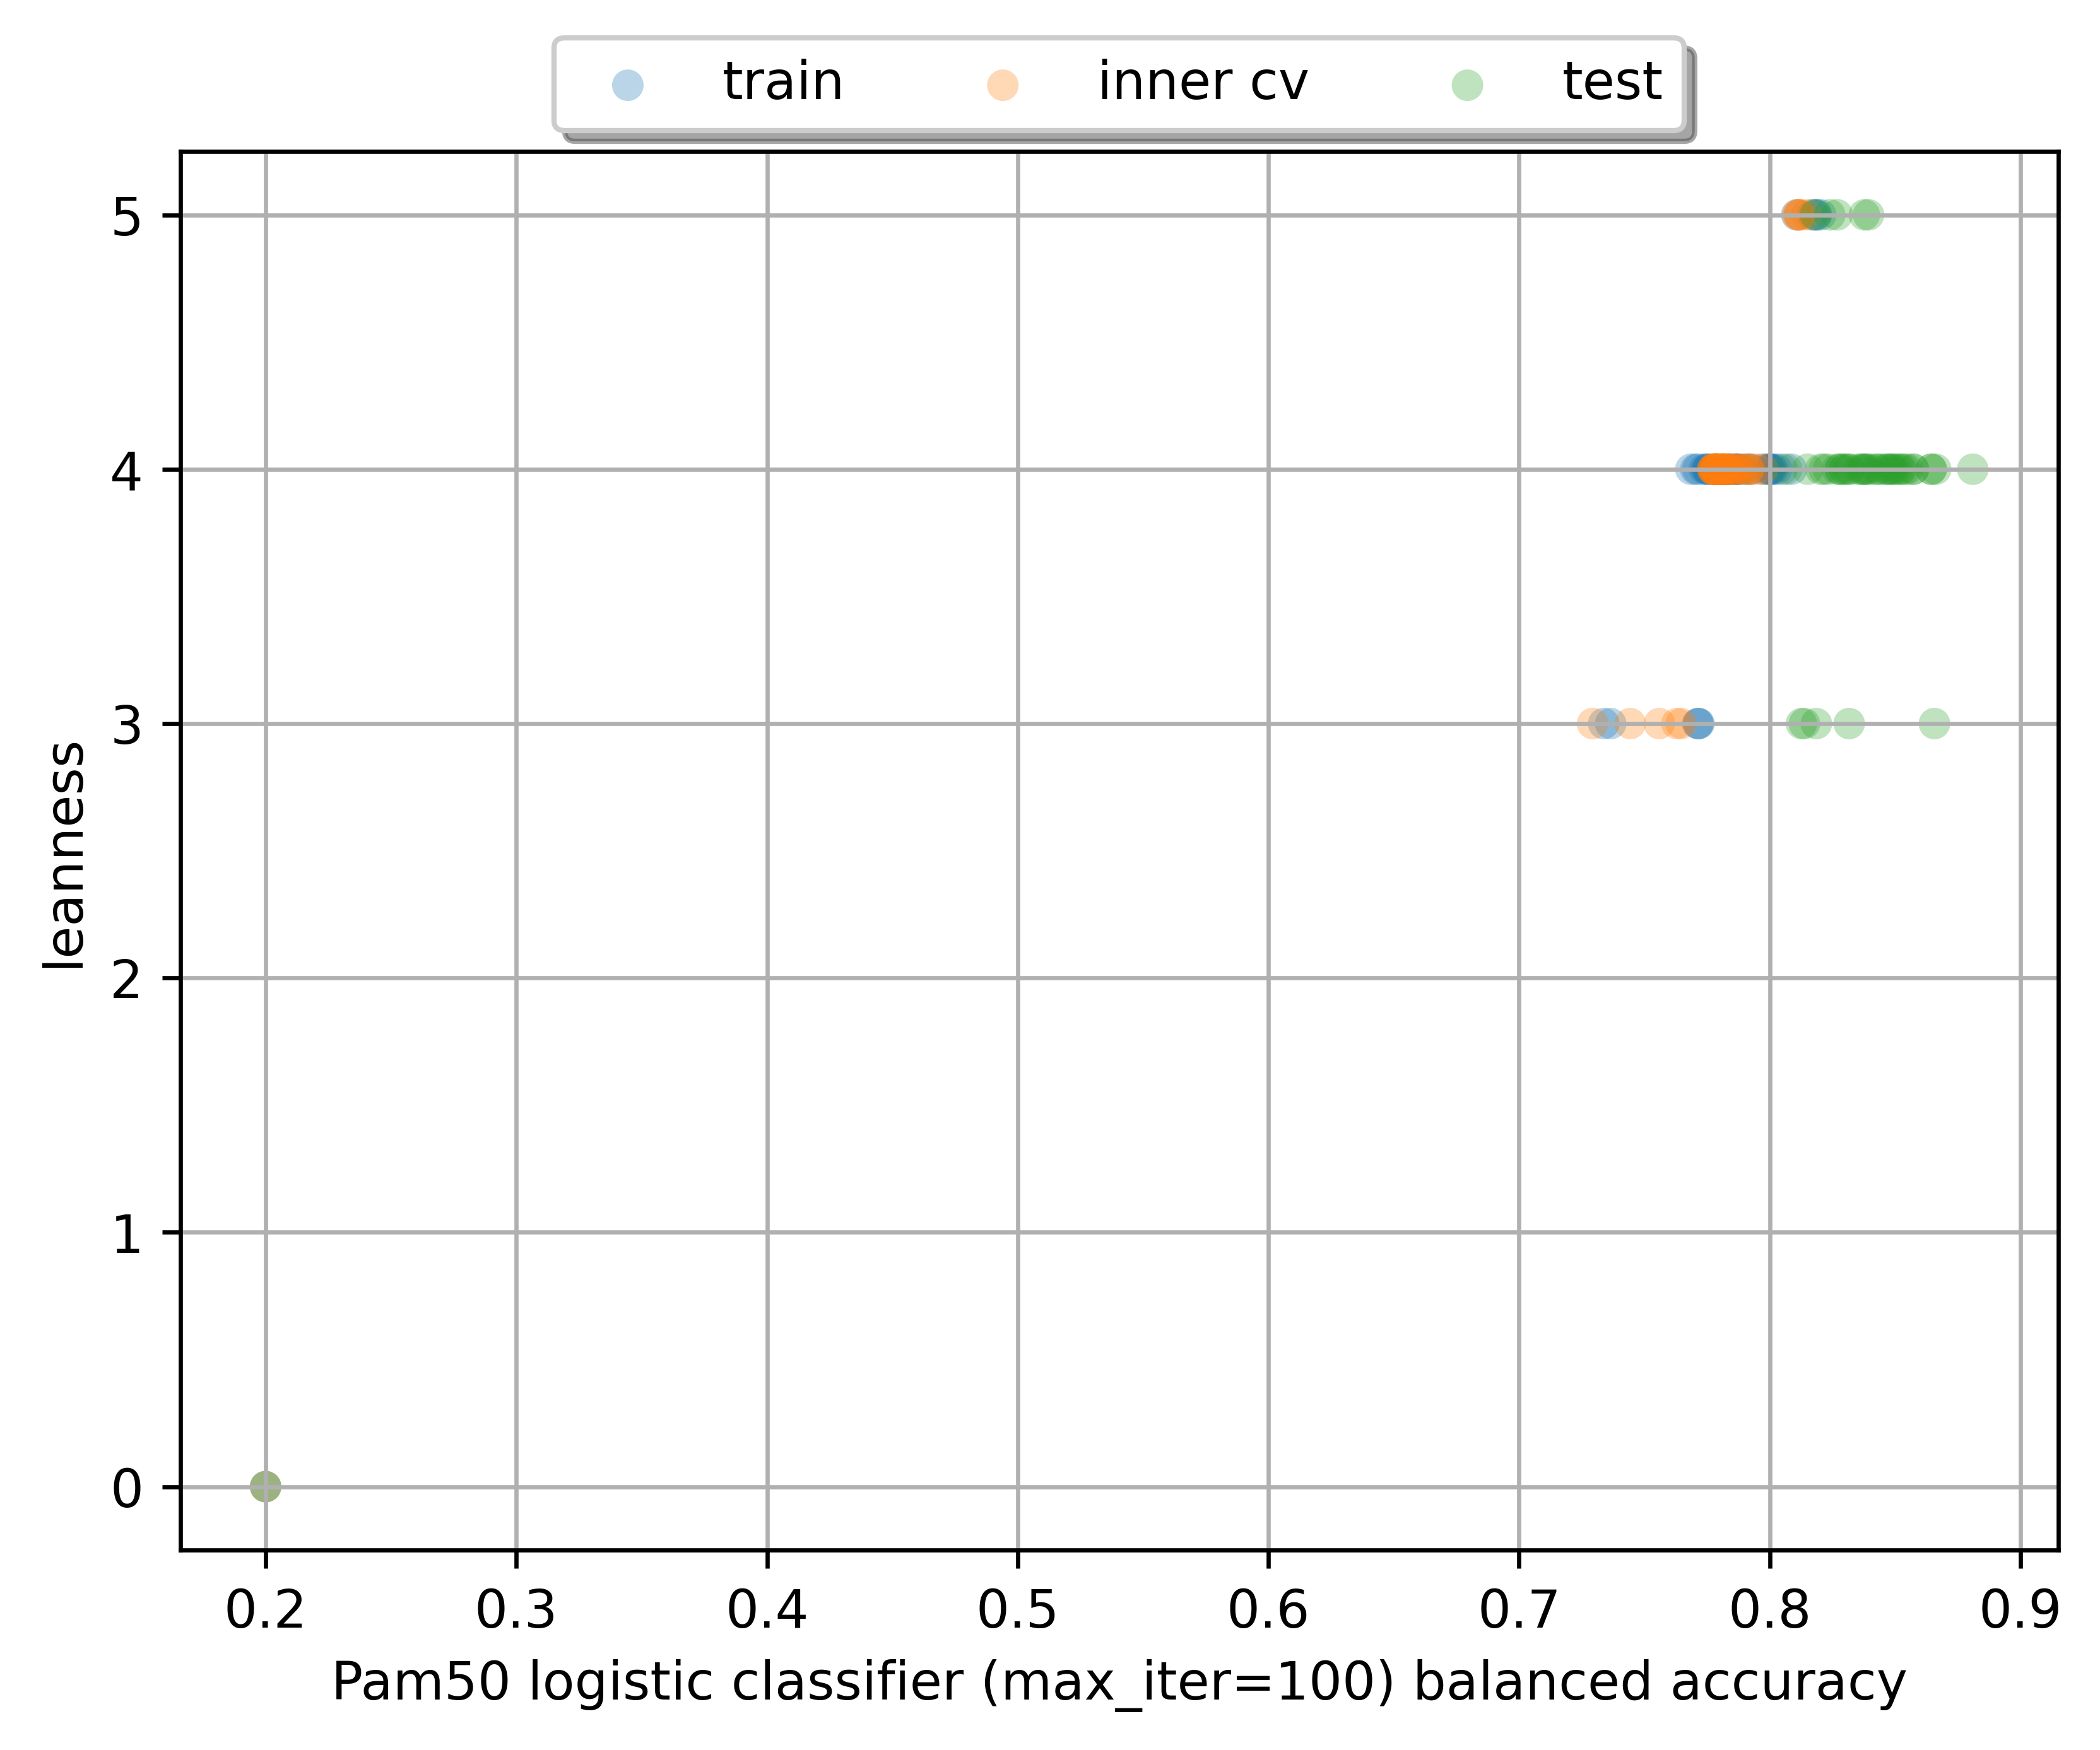 train inner cv test
5
4
3
2
1
0
leanness
0.2 0.3 0.4 0.5 0.6 0.7 0.8 0.9
Pam50 logistic classifier (max_iter=100) balanced accuracy